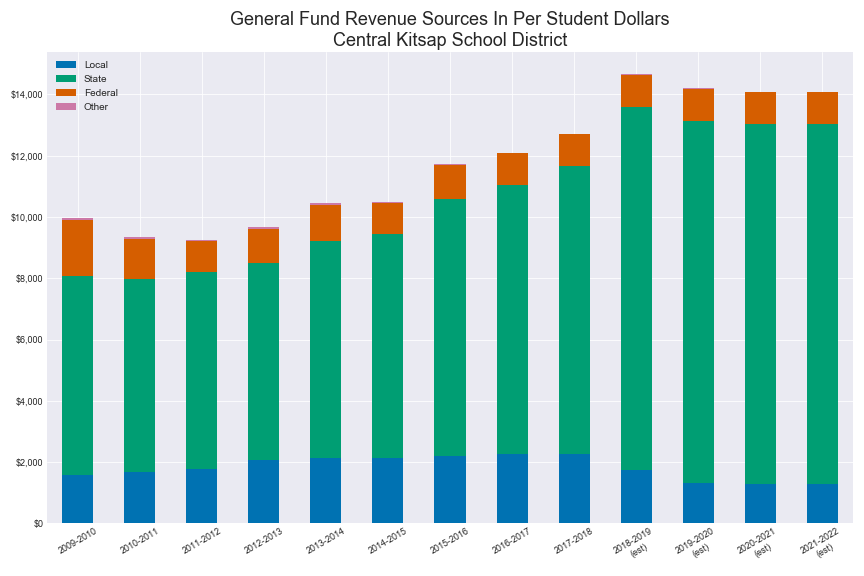 General Fund Revenue Sources In Per Student Dollars
Central Kitsap School District
Local
State
Federal
Other
$14,000
$12,000
$10,000
$8,000
$6,000
$4,000
$2,000
$0
2009-2010
2010-2011
2011-2012
2012-2013
2013-2014
2014-2015
2015-2016
2016-2017
2017-2018
2018-2019
(est)
2019-2020
(est)
2020-2021
(est)
2021-2022
(est)